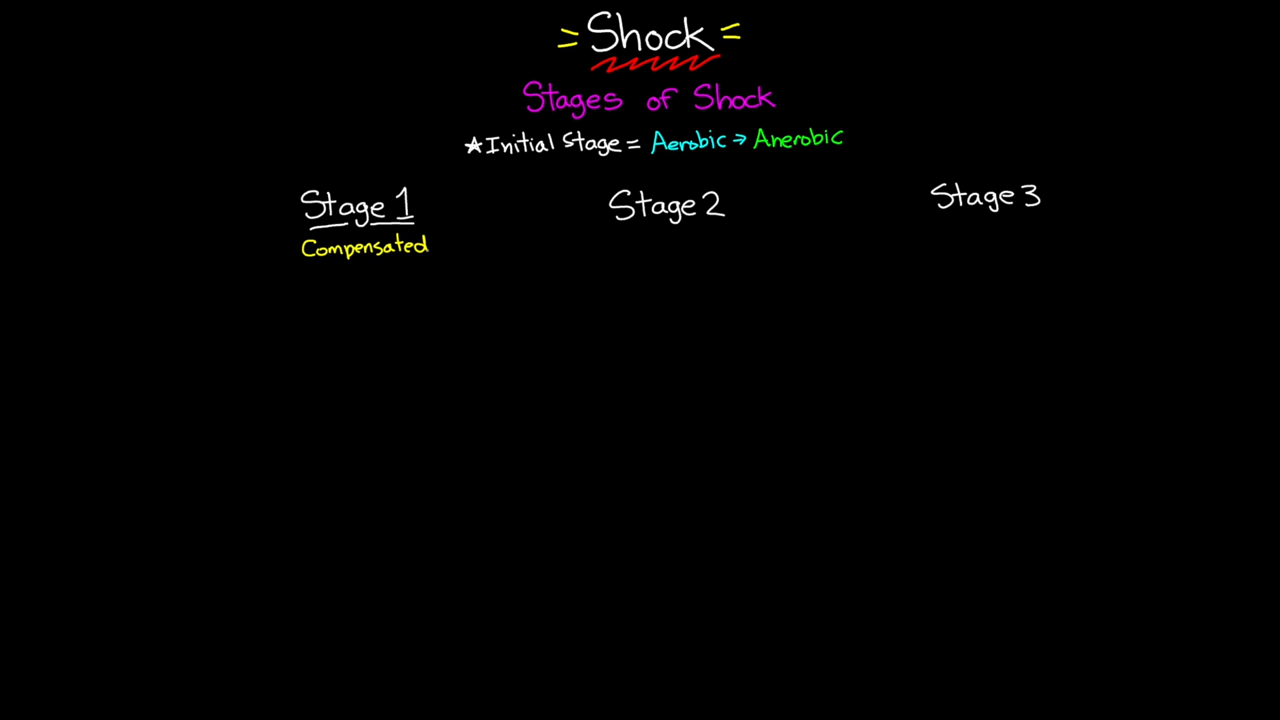 = Shock =
Stages of Shock
★Initial Stage = Aerobic → Anerobic
Stage 1
Compensated
Stage 2
Stage 3